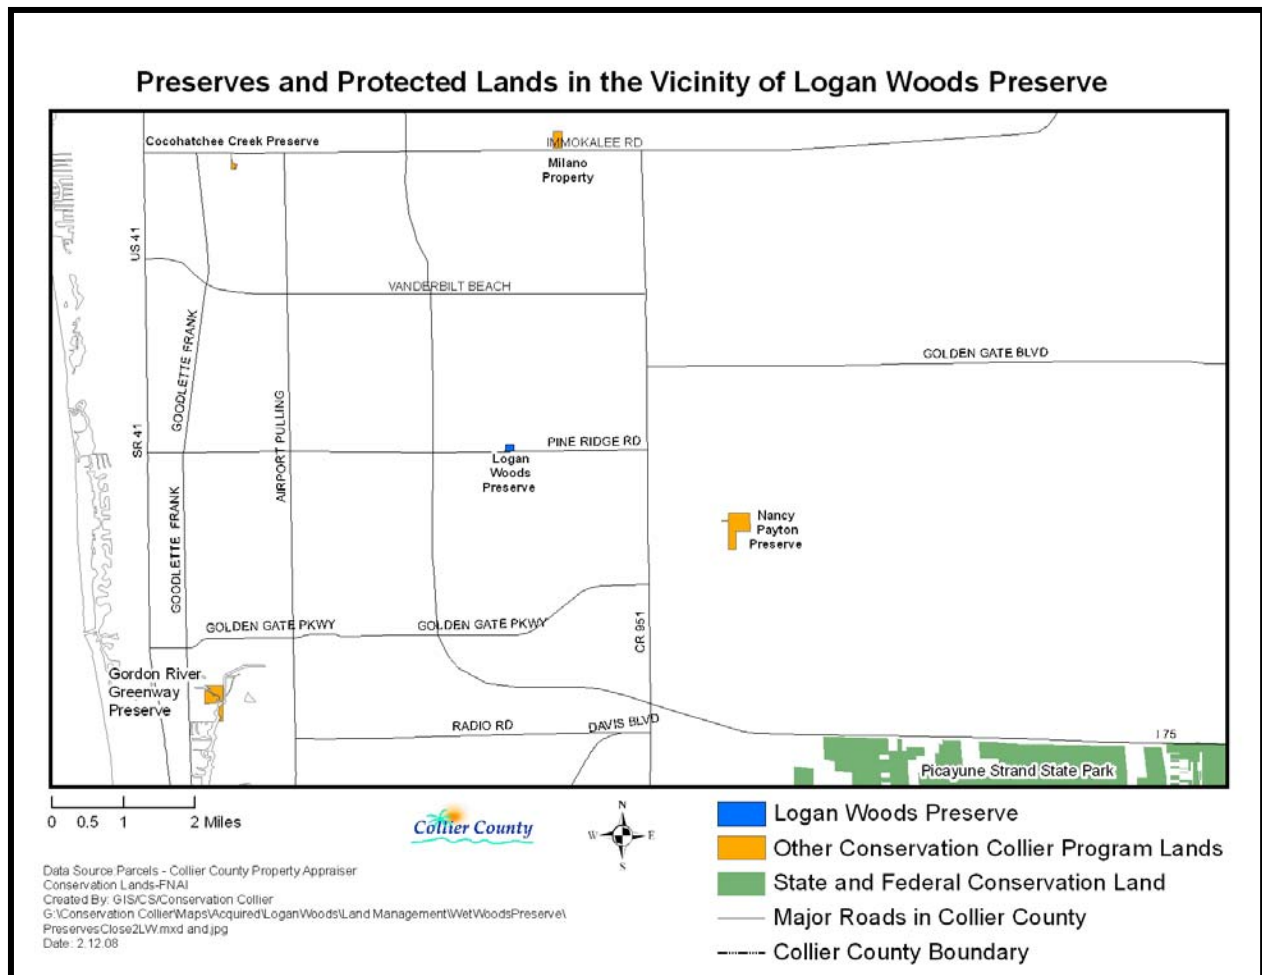 Preserves and Protected Lands in the Vicinity of Logan Woods Preserve
Cocohatchee Creek Preserve
IMMOKALEE RD
Milano
Property
US 41
VANDERBILT BEACH
GOODLETTE FRANK
GOLDEN GATE BLVD
AIRPORT PULLING
SR 41
PINE RIDGE RD
Logan
Woods
Preserve
GOODLETTE FRANK
Nancy
Payton
Preserve
CR 951
GOLDEN GATE PKWY
GOLDEN GATE PKWY
Gordon River
Greenway
Preserve
RADIO RD
DAVIS BLVD
I 75
Picayune Strand State Park
0 0.5 1 2 Miles
Collier County
N
W E
S
Logan Woods Preserve
Other Conservation Collier Program Lands
State and Federal Conservation Land
Major Roads in Collier County
Collier County Boundary
Data Source:Parcels - Collier County Property Appraiser
Conservation Lands-FNAI
Created By: GIS/CS/Conservation Collier
G:\Conservation Collier\Maps\Acquired\LoganWoods\Land Management\WetWoodsPreserve\
PreservesClose2LW.mxd and.jpg
Date: 2.12.08